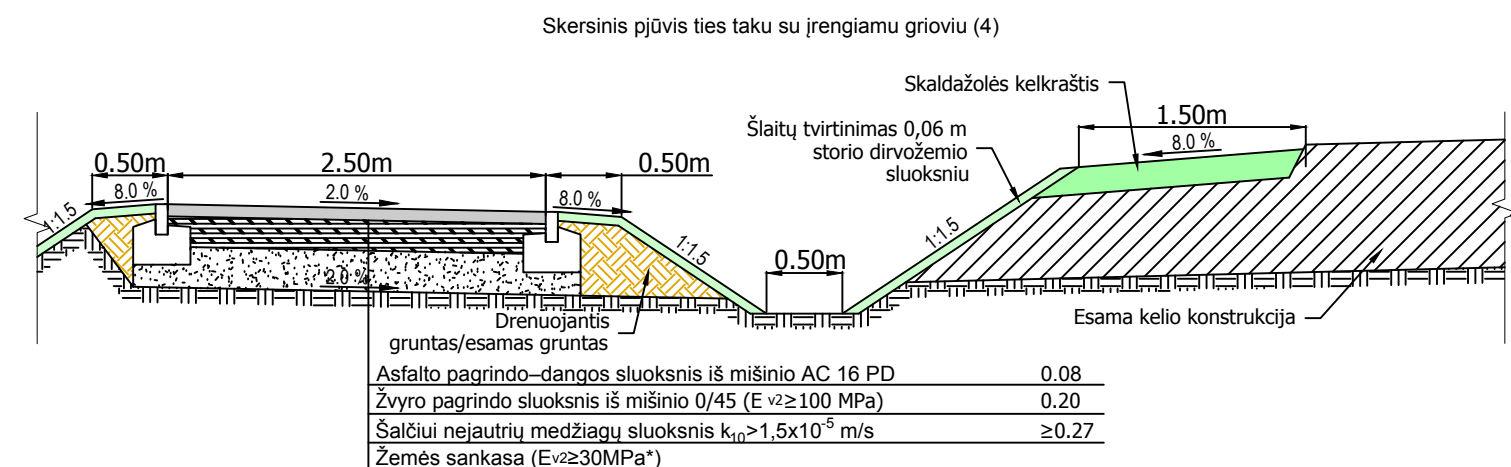 Skersinis pjūvis ties taku su įrengiamu grioviu (4)
Skaldažolės kelkraštis
1.50m
8.0 %
Šlaitų tvirtinimas 0,06 m
storio dirvožemio
sluoksniu
0.50m
2.50m
0.50m
8.0 %
2.0 %
8.0 %
1:1.5
1:1.5
1:1.5
0.50m
2.0 %
Drenuojantis
gruntas/esamas gruntas
Esama kelio konstrukcija
Asfalto pagrindo–dangos sluoksnis iš mišinio AC 16 PD 0.08
Žvyro pagrindo sluoksnis iš mišinio 0/45 (E v2≥100 MPa) 0.20
Šalčiui nejautrių medžiagų sluoksnis k₁₀>1,5x10⁻⁵ m/s ≥0.27
Žemės sankasa (Ev2≥30MPa*)